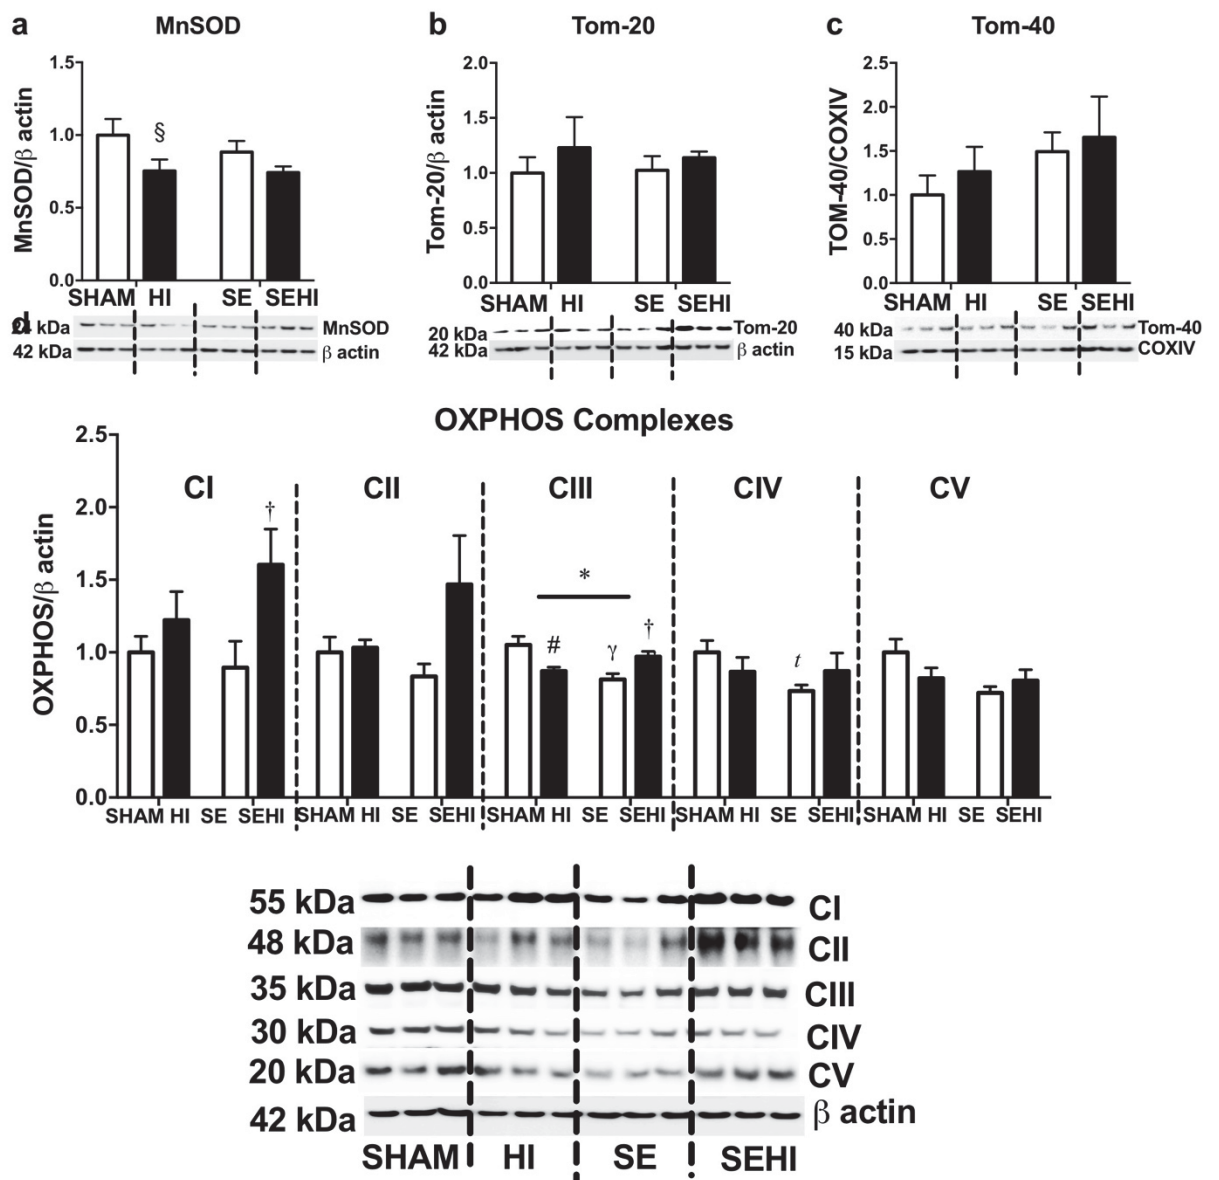 a MnSOD
MnSOD/β actin
1.5
1.0
0.5
0.0
§
SHAM HI SE SEHI
d
kDa MnSOD
42 kDa β actin
b Tom-20
Tom-20/β actin
2.0
1.5
1.0
0.5
0.0
SHAM HI SE SEHI
20 kDa Tom-20
42 kDa β actin
c Tom-40
TOM-40/COXIV
2.5
2.0
1.5
1.0
0.5
0.0
SHAM HI SE SEHI
40 kDa Tom-40
15 kDa COXIV
OXPHOS Complexes
OXPHOS/β actin
2.5
2.0
1.5
1.0
0.5
0.0
CI CII CIII CIV CV
†
*
# γ †
t
SHAM HI SE SEHI SHAM HI SE SEHI SHAM HI SE SEHI SHAM HI SE SEHI SHAM HI SE SEHI
55 kDa CI
48 kDa CII
35 kDa CIII
30 kDa CIV
20 kDa CV
42 kDa β actin
SHAM HI SE SEHI